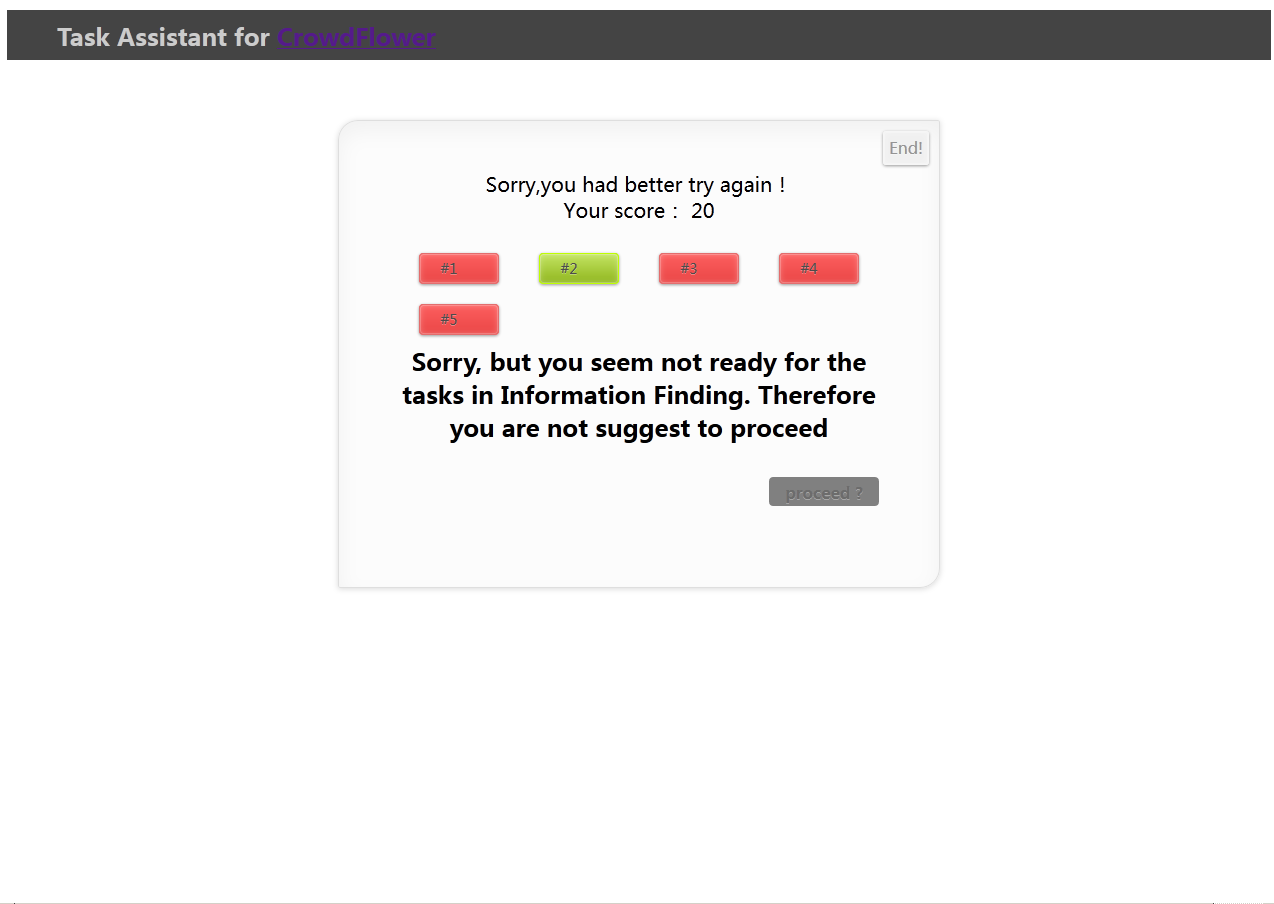 Task Assistant for CrowdFlower
End!
Sorry,you had better try again !
Your score : 20
#1 #2 #3 #4
#5
Sorry, but you seem not ready for the
tasks in Information Finding. Therefore
you are not suggest to proceed
proceed ?